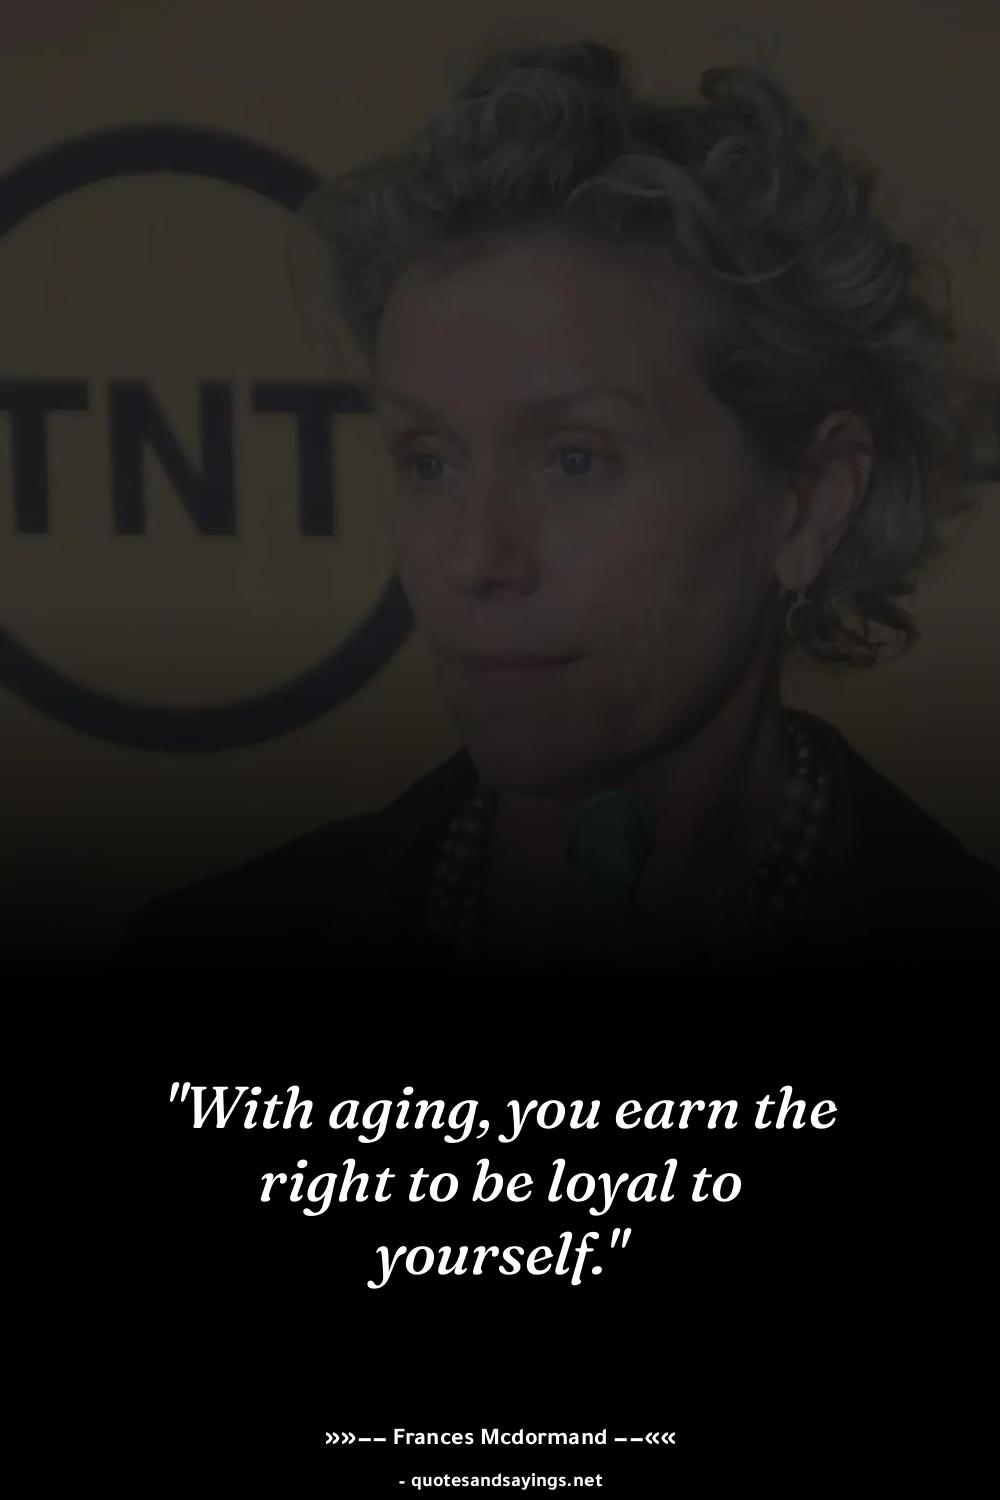 TNT
"With aging, you earn the
right to be loyal to
yourself."
»»–– Frances Mcdormand ––««
- quotesandsayings.net